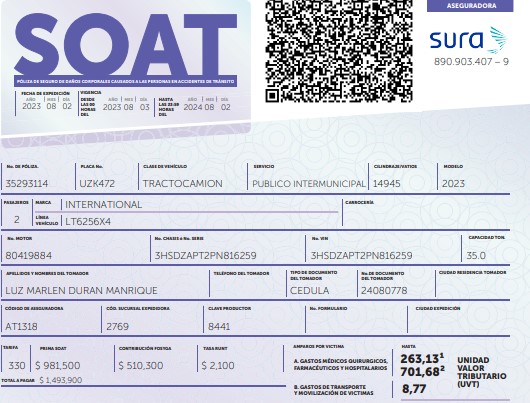 SOAT
PÓLIZA DE SEGURO DE DAÑOS CORPORALES CAUSADOS A LAS PERSONAS EN ACCIDENTES DE TRÁNSITO
FECHA DE EXPEDICIÓN VIGENCIA
AÑO MES DÍA DESDE LAS 00 HORAS DEL AÑO MES DÍA HASTA LAS 23:59 HORAS DEL AÑO MES DÍA
2023 08 02 2023 08 03 2024 08 02
ASEGURADORA
sura
890.903.407 – 9
No. DE PÓLIZA. PLACA No. CLASE DE VEHÍCULO SERVICIO CILINDRAJE/VATIOS MODELO
35293114 UZK472 TRACTOCAMION PUBLICO INTERMUNICIPAL 14945 2023
PASAJEROS MARCA INTERNATIONAL CARROCERÍA
2 LÍNEA VEHÍCULO LT6256X4
No. MOTOR No. CHASIS o No. SERIE No. VIN CAPACIDAD TON.
80419884 3HSDZAPT2PN816259 3HSDZAPT2PN816259 35.0
APELLIDOS Y NOMBRES DEL TOMADOR TELÉFONO DEL TOMADOR TIPO DE DOCUMENTO DEL TOMADOR No. DE DOCUMENTO DEL TOMADOR CIUDAD RESIDENCIA TOMADOR
LUZ MARLEN DURAN MANRIQUE CEDULA 24080778
CÓDIGO DE ASEGURADORA CÓD. SUCURSAL EXPEDIDORA CLAVE PRODUCTOR No. FORMULARIO CIUDAD EXPEDICIÓN
AT1318 2769 8441
TARIFA PRIMA SOAT CONTRIBUCIÓN FOSYGA TASA RUNT AMPAROS POR VICTIMA HASTA
330 $ 981,500 $ 510,300 $ 2,100
TOTAL A PAGAR $ 1,493,900
A. GASTOS MÉDICOS QUIRURGICOS, FARMACÉUTICOS Y HOSPITALARIOS
263,13¹
701,68²
B. GASTOS DE TRANSPORTE Y MOVILIZACIÓN DE VICTIMAS
8,77
UNIDAD VALOR TRIBUTARIO (UVT)